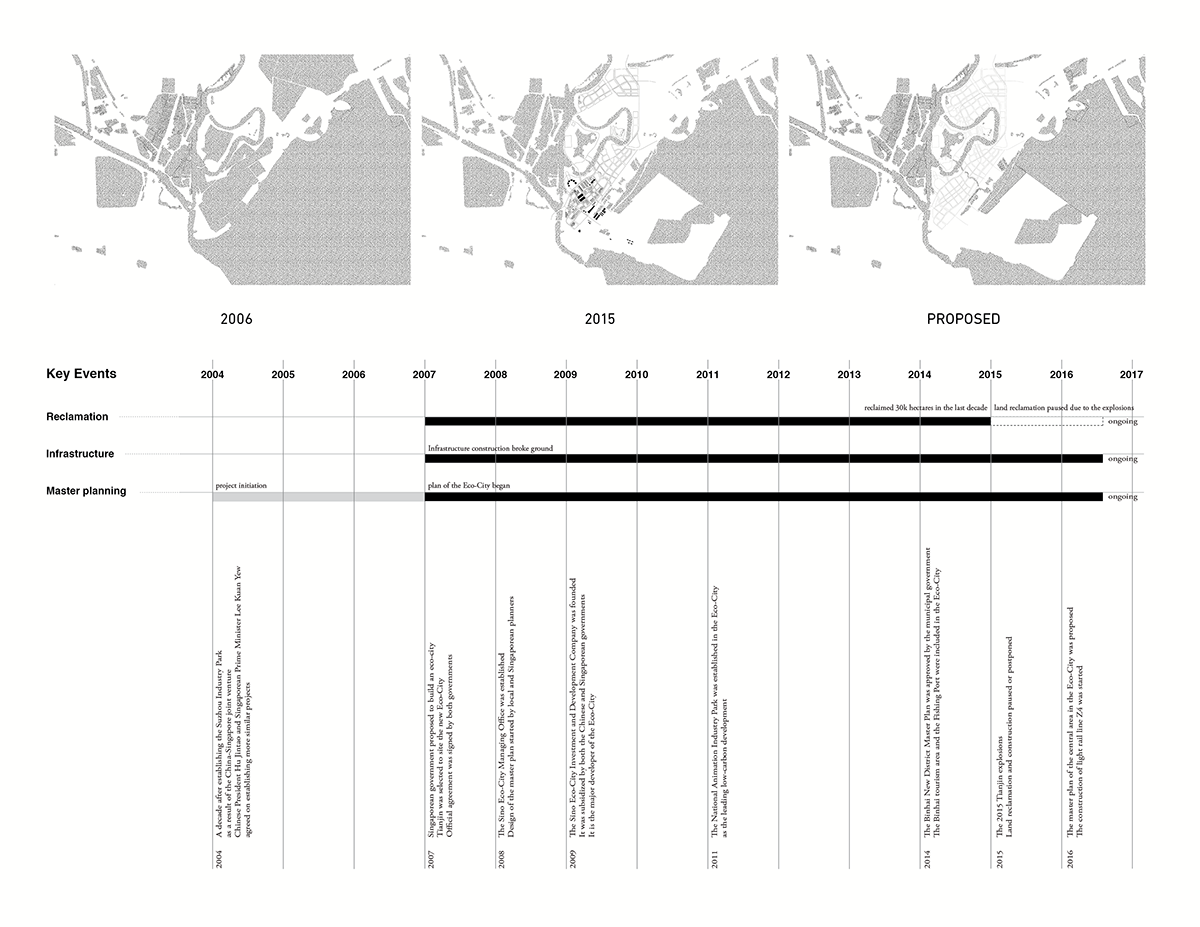 2006
2015
PROPOSED
Key Events
2004
2005
2006
2007
2008
2009
2010
2011
2012
2013
2014
2015
2016
2017
reclaimed 30k hectares in the last decade
land reclamation paused due to the explosions
Reclamation
ongoing
Infrastructure construction broke ground
Infrastructure
ongoing
project initiation
plan of the Eco-City began
Master planning
ongoing
2004
A decade after establishing the Suzhou Industry Park
as a result of the China-Singapore joint venture
Chinese President Hu Jintao and Singaporean Prime Minister Lee Kuan Yew
agreed on establishing more similar projects
2007
Singaporean government proposed to build an eco-city
Tianjin was selected to site the new Eco-City
Official agreement was signed by both governments
2008
The Sino Eco-City Managing Office was established
Design of the master plan started by local and Singaporean planners
2009
The Sino Eco-City Investment and Development Company was founded
It was subsidized by both the Chinese and Singaporean governments
It is the major developer of the Eco-City
2011
The National Animation Industry Park was established in the Eco-City
as the leading low-carbon development
2014
The Binhai New District Master Plan was approved by the municipal government
The Binhai tourism area and the Fishing Port were included in the Eco-City
2015
The 2015 Tianjin explosions
Land reclamation and construction paused or postponed
2016
The master plan of the central area in the Eco-City was proposed
The construction of light rail line Z4 was started